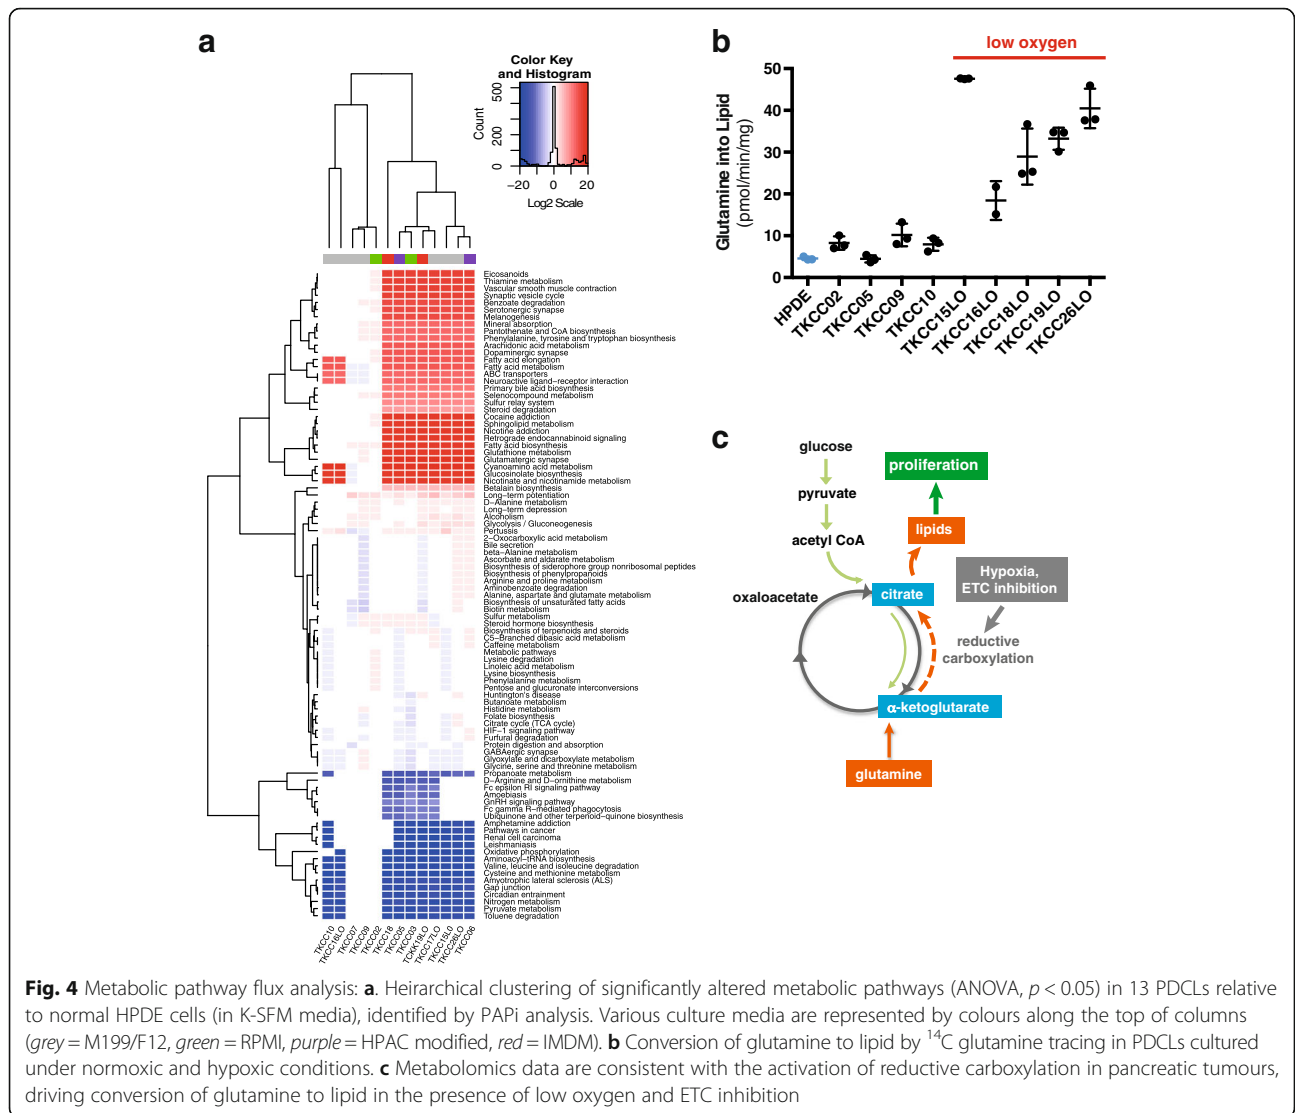 a
Color Key
and Histogram
Count
0 200 500
−20 0 20
Log2 Scale
Eicosanoids
Thiamine metabolism
Vascular smooth muscle contraction
Synaptic vesicle cycle
Benzoate degradation
Serotonergic synapse
Melanogenesis
Mineral absorption
Pantothenate and CoA biosynthesis
Phenylalanine, tyrosine and tryptophan biosynthesis
Arachidonic acid metabolism
Dopaminergic synapse
Fatty acid elongation
Fatty acid metabolism
ABC transporters
Neuroactive ligand−receptor interaction
Primary bile acid biosynthesis
Selenocompound metabolism
Sulfur relay system
Steroid degradation
Cocaine addiction
Sphingolipid metabolism
Nicotine addiction
Retrograde endocannabinoid signaling
Fatty acid biosynthesis
Glutathione metabolism
Glutamatergic synapse
Cyanoamino acid metabolism
Glucosinolate biosynthesis
Nicotinate and nicotinamide metabolism
Betalain biosynthesis
Long−term potentiation
D−Alanine metabolism
Long−term depression
Alcoholism
Glycolysis / Gluconeogenesis
Pertussis
2−Oxocarboxylic acid metabolism
Bile secretion
beta−Alanine metabolism
Ascorbate and aldarate metabolism
Biosynthesis of siderophore group nonribosomal peptides
Biosynthesis of phenylpropanoids
Arginine and proline metabolism
Aminobenzoate degradation
Alanine, aspartate and glutamate metabolism
Biosynthesis of unsaturated fatty acids
Biotin metabolism
Sulfur metabolism
Steroid hormone biosynthesis
Biosynthesis of terpenoids and steroids
C5−Branched dibasic acid metabolism
Caffeine metabolism
Metabolic pathways
Lysine degradation
Linoleic acid metabolism
Lysine biosynthesis
Phenylalanine metabolism
Pentose and glucuronate interconversions
Huntington's disease
Butanoate metabolism
Histidine metabolism
Folate biosynthesis
Citrate cycle (TCA cycle)
HIF−1 signaling pathway
Furfural degradation
Protein digestion and absorption
GABAergic synapse
Glyoxylate and dicarboxylate metabolism
Glycine, serine and threonine metabolism
Propanoate metabolism
D−Arginine and D−ornithine metabolism
Fc epsilon RI signaling pathway
Amoebiasis
GnRH signaling pathway
Fc gamma R−mediated phagocytosis
Ubiquinone and other terpenoid−quinone biosynthesis
Amphetamine addiction
Pathways in cancer
Renal cell carcinoma
Leishmaniasis
Oxidative phosphorylation
Aminoacyl−tRNA biosynthesis
Valine, leucine and isoleucine degradation
Cysteine and methionine metabolism
Amyotrophic lateral sclerosis (ALS)
Gap junction
Circadian entrainment
Nitrogen metabolism
Pyruvate metabolism
Toluene degradation
TKCC10
TKCC16LO
TKCC07
TKCC09
TKCC02
TKCC18
TKCC05
TKCC03
TCKK19LO
TKCC17LO
TKCC15LO
TKCC26LO
TKCC06
b
low oxygen
Glutamine into Lipid
(pmol/min/mg)
50
40
30
20
10
0
HPDE
TKCC02
TKCC05
TKCC09
TKCC10
TKCC15LO
TKCC16LO
TKCC18LO
TKCC19LO
TKCC26LO
c
glucose
pyruvate
acetyl CoA
oxaloacetate
citrate
proliferation
lipids
Hypoxia,
ETC inhibition
reductive
carboxylation
α-ketoglutarate
glutamine
Fig. 4 Metabolic pathway flux analysis: a. Heirarchical clustering of significantly altered metabolic pathways (ANOVA, p < 0.05) in 13 PDCLs relative
to normal HPDE cells (in K-SFM media), identified by PAPi analysis. Various culture media are represented by colours along the top of columns
(grey = M199/F12, green = RPMI, purple = HPAC modified, red = IMDM). b Conversion of glutamine to lipid by 14C glutamine tracing in PDCLs cultured
under normoxic and hypoxic conditions. c Metabolomics data are consistent with the activation of reductive carboxylation in pancreatic tumours,
driving conversion of glutamine to lipid in the presence of low oxygen and ETC inhibition